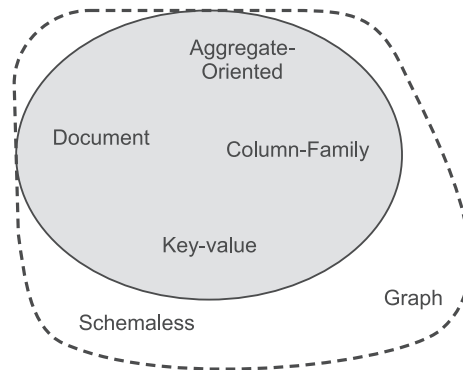 Aggregate-
Oriented
Document
Column-Family
Key-value
Graph
Schemaless